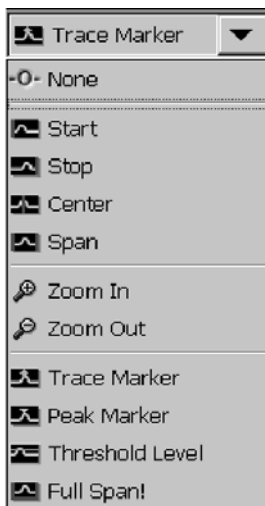 Trace Marker
-O- None
Start
Stop
Center
Span
Zoom In
Zoom Out
Trace Marker
Peak Marker
Threshold Level
Full Span!